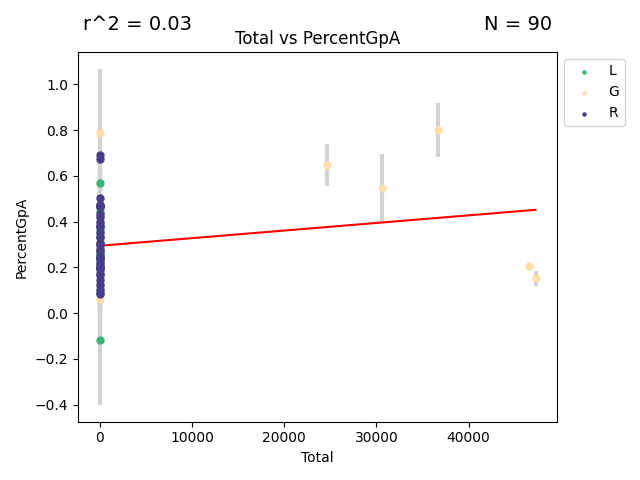 r^2 = 0.03
N = 90
Total vs PercentGpA
L
G
R
PercentGpA
1.0
0.8
0.6
0.4
0.2
0.0
−0.2
−0.4
0
10000
20000
30000
40000
Total